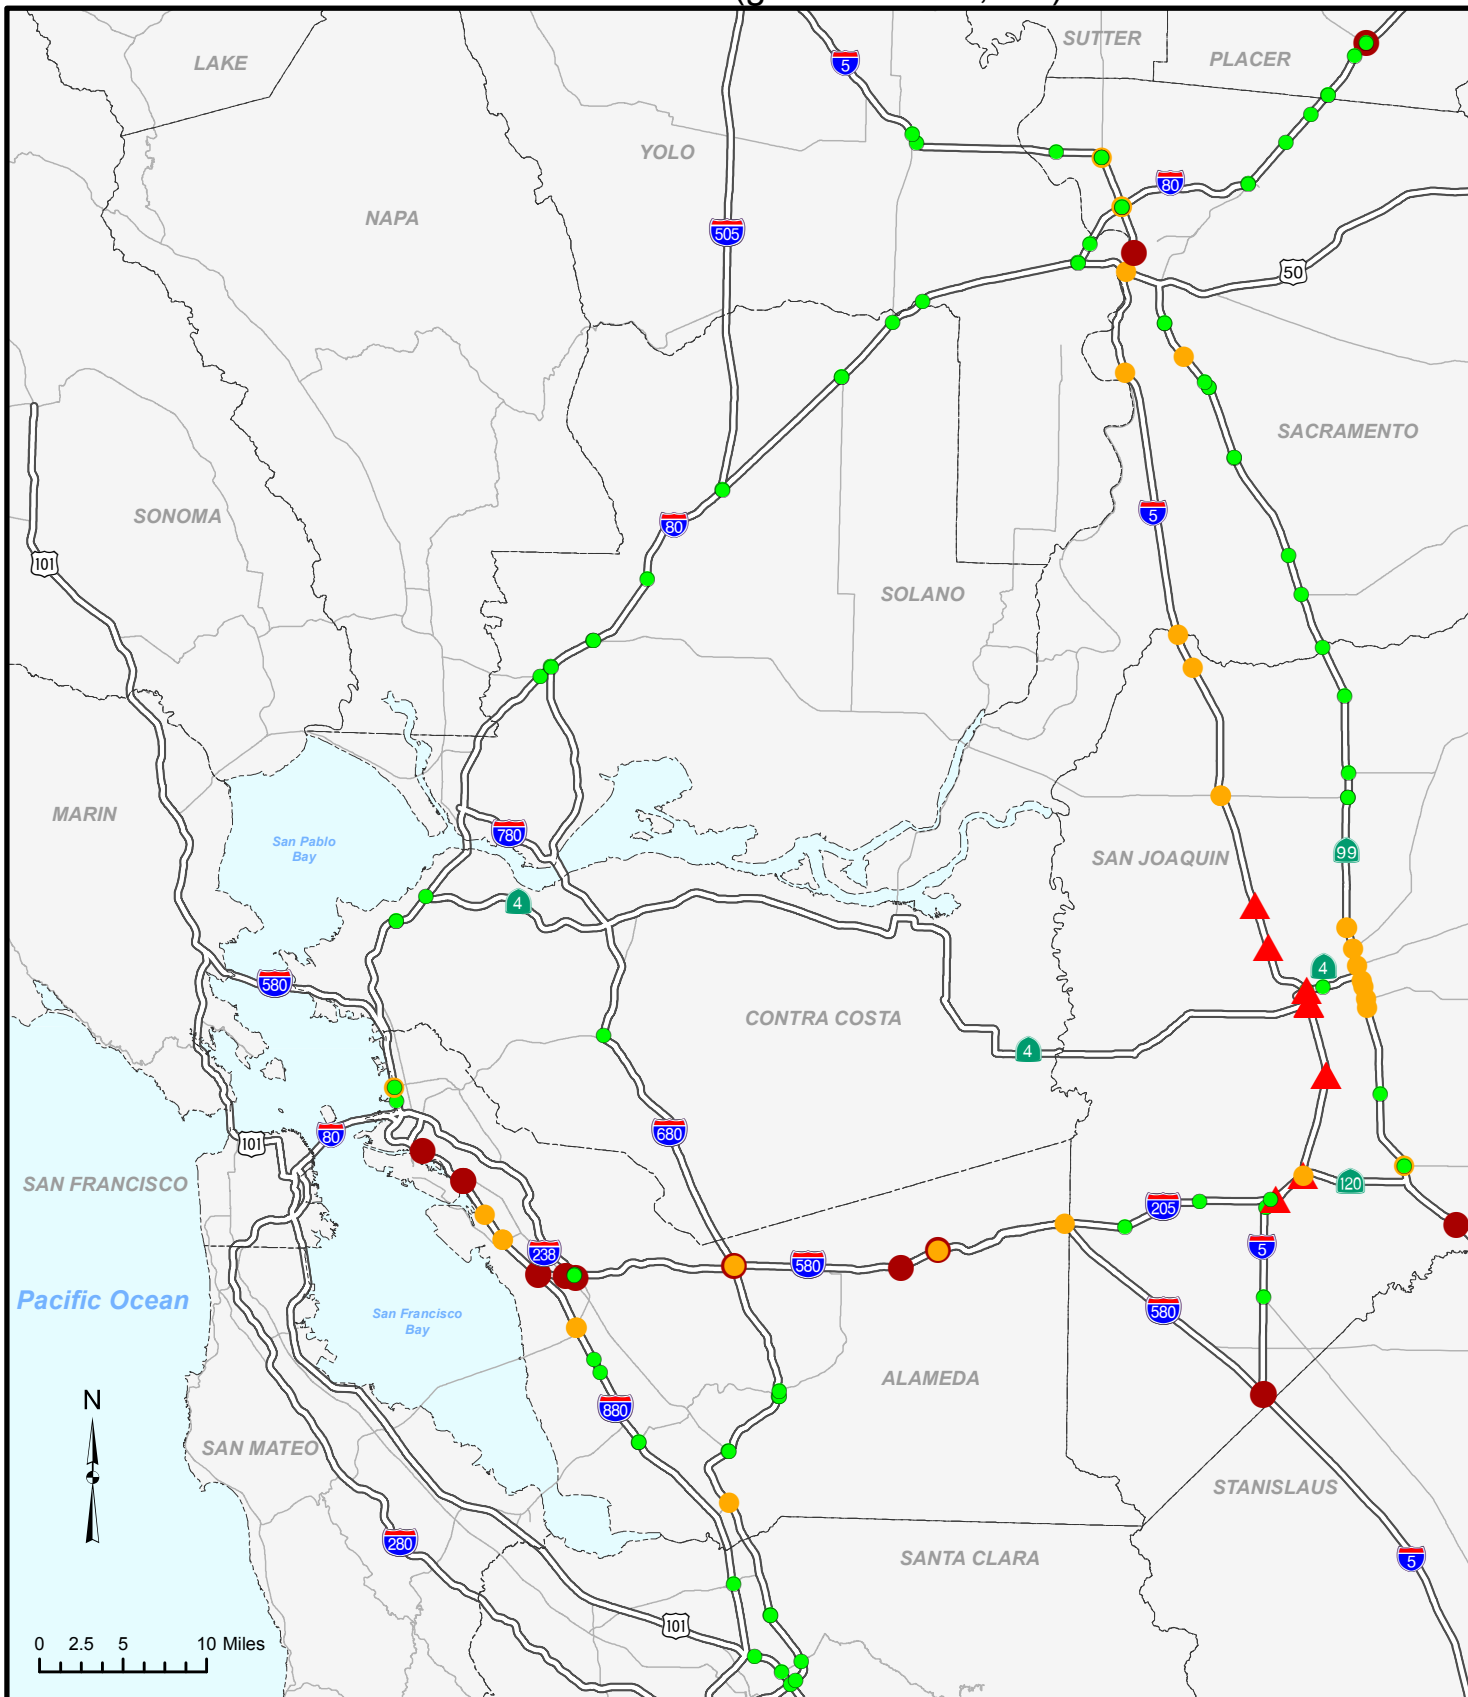 LAKE
SUTTER
PLACER
5
YOLO
80
NAPA
505
50
SACRAMENTO
SONOMA
80
5
101
SOLANO
MARIN
780
San Pablo
Bay
SAN JOAQUIN
99
4
4
580
CONTRA COSTA
4
80
101
680
SAN FRANCISCO
120
205
238
580
5
Pacific Ocean
San Francisco
Bay
580
ALAMEDA
N
880
SAN MATEO
STANISLAUS
280
SANTA CLARA
5
101
0 2.5 5 10 Miles